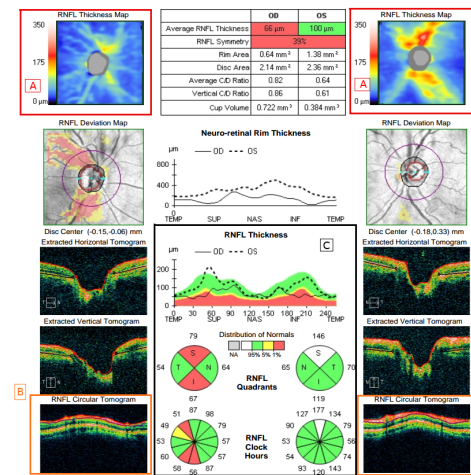 RNFL Thickness Map
350
175
0 µm
A
OD OS
Average RNFL Thickness 66 µm 100 µm
RNFL Symmetry 39%
Rim Area 0.64 mm² 1.38 mm²
Disc Area 2.14 mm² 2.36 mm²
Average C/D Ratio 0.82 0.64
Vertical C/D Ratio 0.86 0.61
Cup Volume 0.722 mm³ 0.384 mm³
RNFL Thickness Map
350
175
0 µm
A
RNFL Deviation Map
Disc Center (-0.15,-0.06) mm
Neuro-retinal Rim Thickness
µm OD OS
800
400
0
TEMP SUP NAS INF TEMP
RNFL Deviation Map
Disc Center (-0.18,0.33) mm
Extracted Horizontal Tomogram
T N
Extracted Vertical Tomogram
T N
S I
B
RNFL Circular Tomogram
RNFL Thickness
C
µm OD OS
200
100
0
0 30 60 90 120 150 180 210 240
TEMP SUP NAS INF TEMP
Distribution of Normals
NA 95% 5% 1%
79
S
54 T N 64
I
67
RNFL
Quadrants
146
S
65 N T 70
I
119
87 98
51 79
49 57
53
60
58 58
56 87
RNFL
Clock
Hours
177
127 134
90 83
53 56
93 74
54
143
120
Extracted Horizontal Tomogram
Extracted Vertical Tomogram
RNFL Circular Tomogram